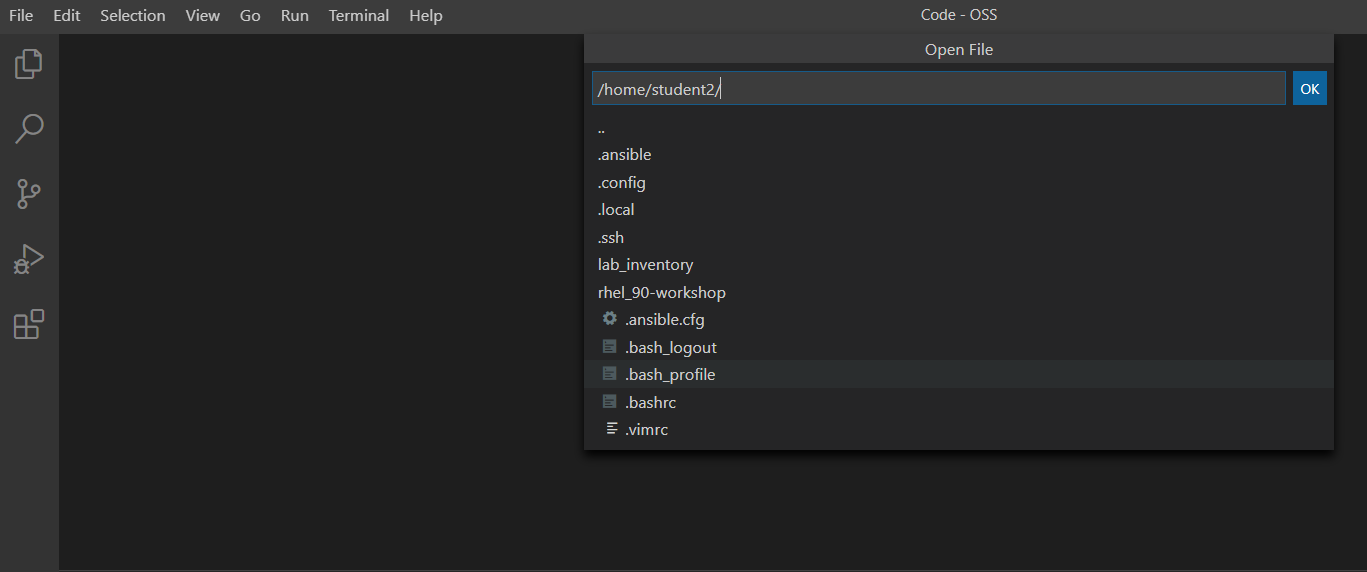 File Edit Selection View Go Run Terminal Help Code - OSS
Open File
/home/student2/ OK
..
.ansible
.config
.local
.ssh
lab_inventory
rhel_90-workshop
.ansible.cfg
.bash_logout
.bash_profile
.bashrc
.vimrc